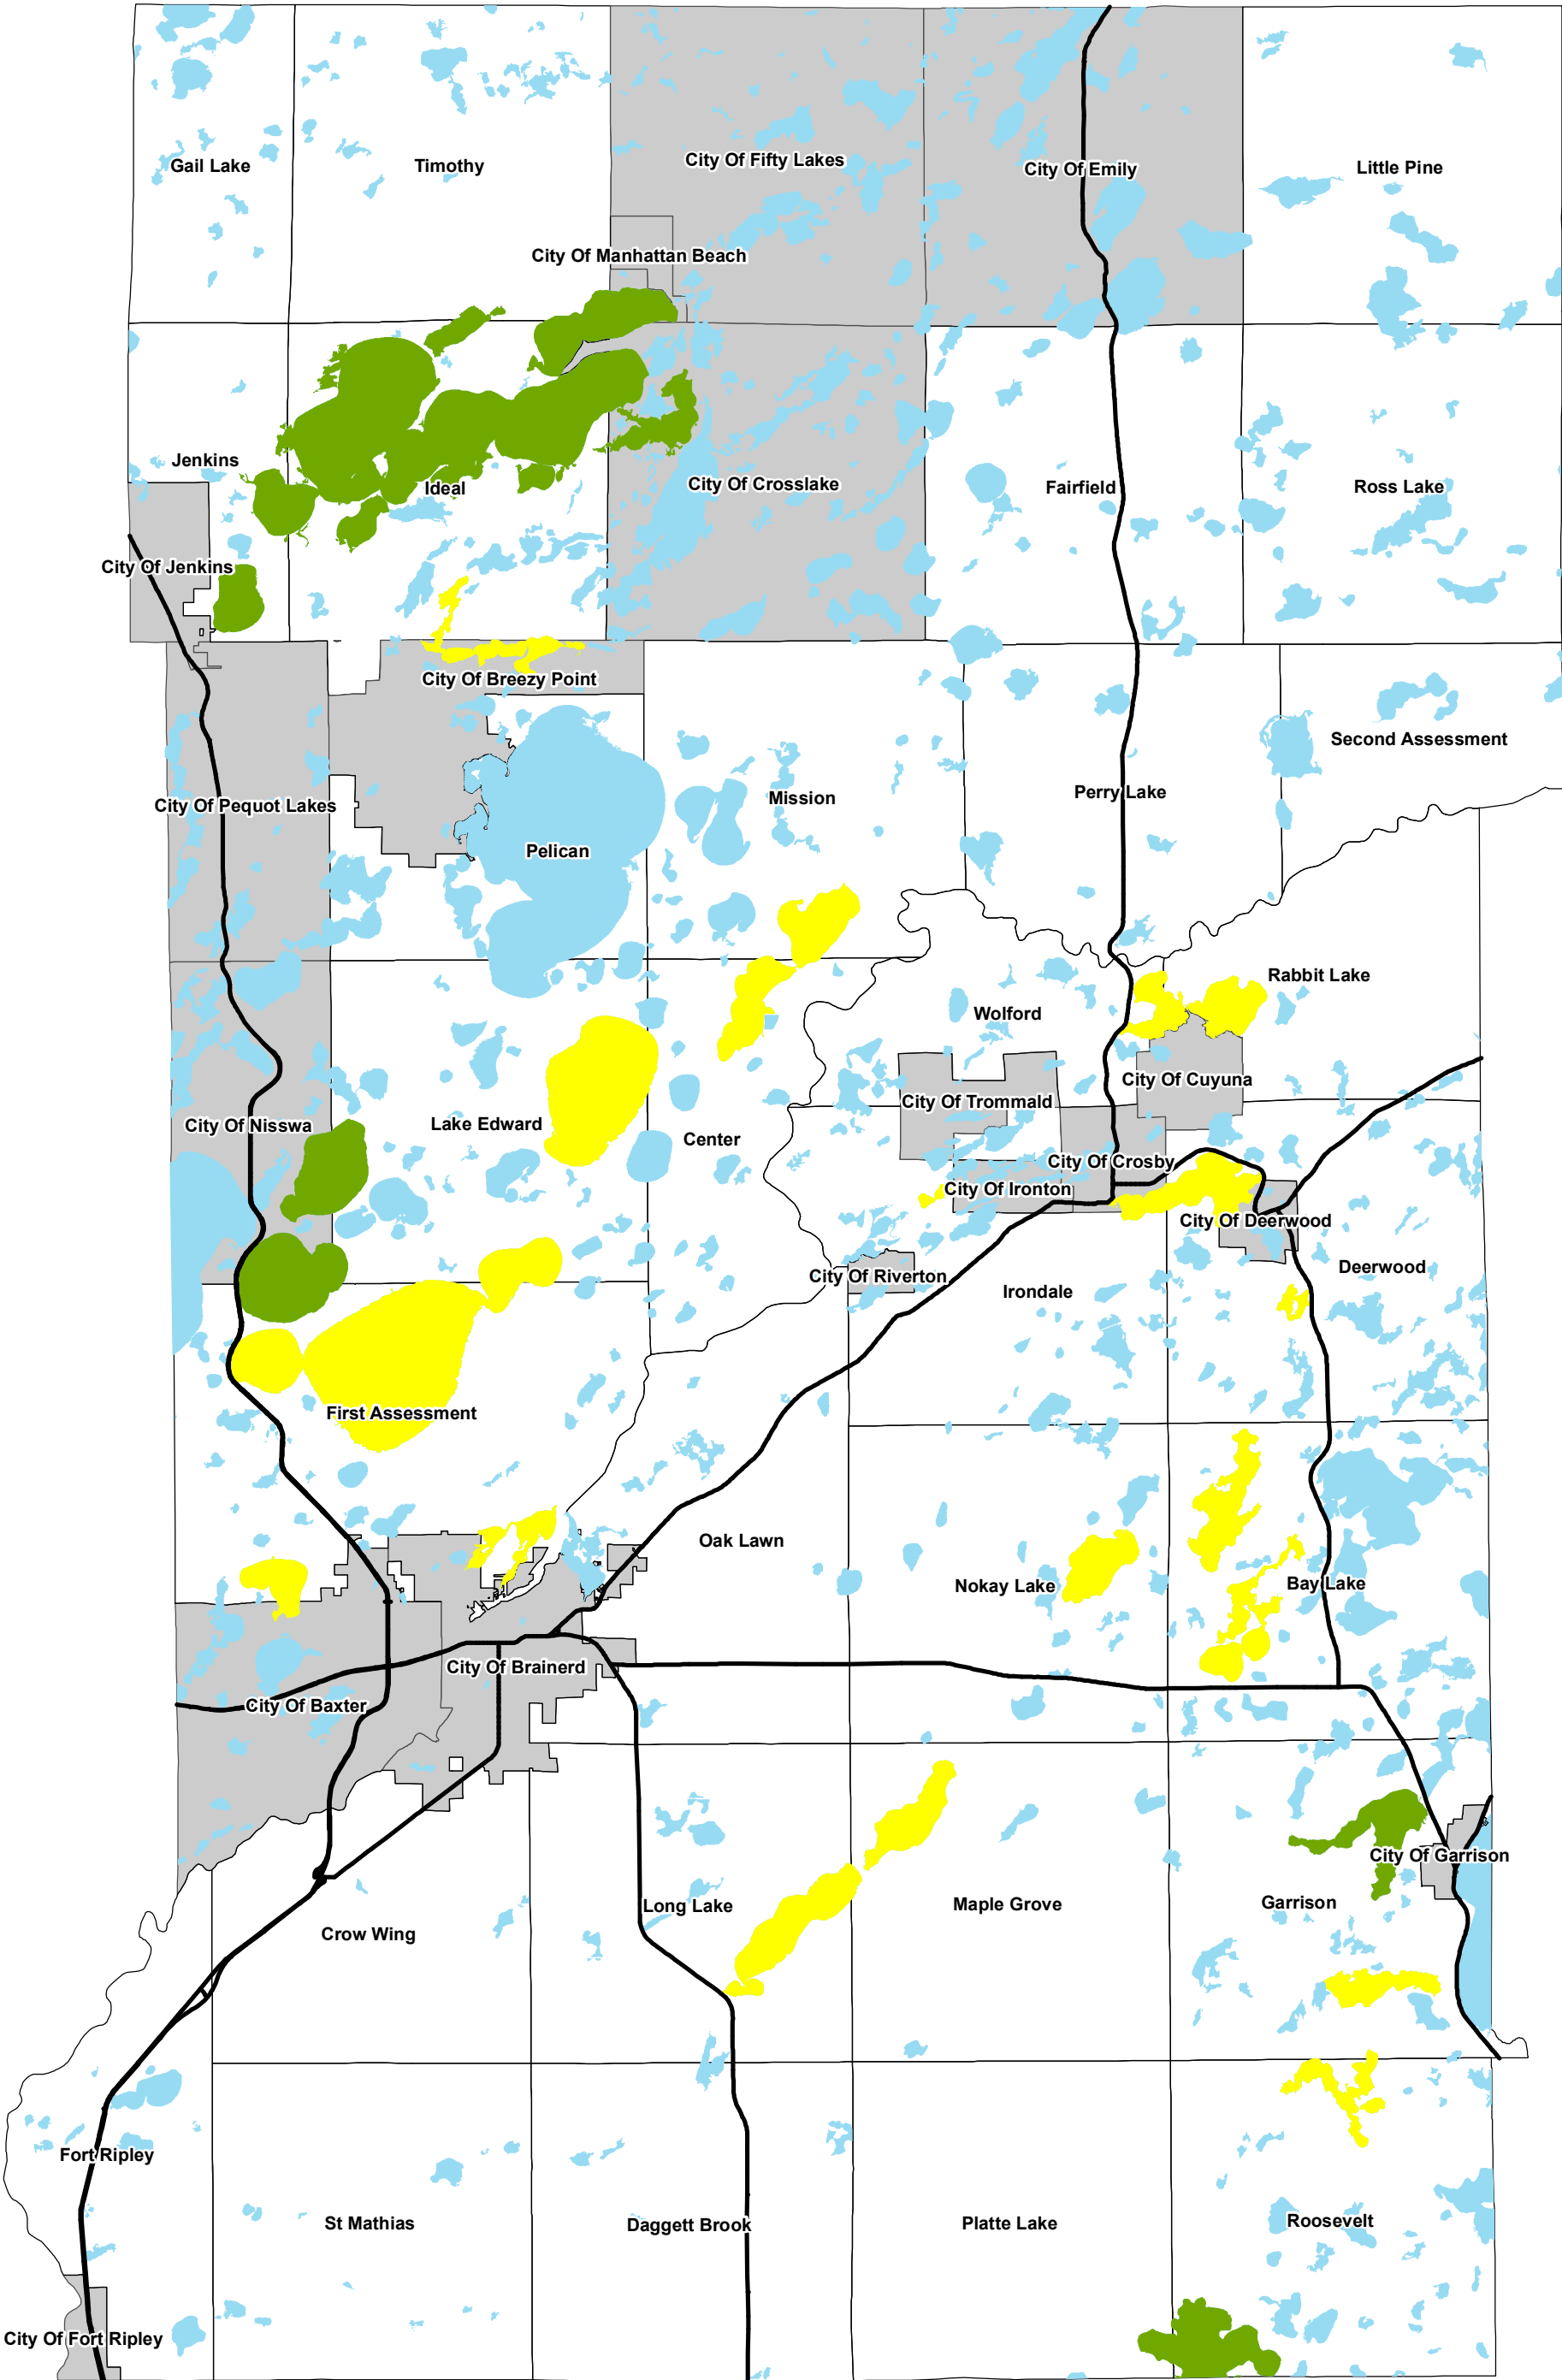 City Of Fifty Lakes
Gail Lake
Timothy
City Of Emily
Little Pine
City Of Manhattan Beach
Jenkins
Ideal
City Of Crosslake
Fairfield
Ross Lake
City Of Jenkins
City Of Breezy Point
Second Assessment
City Of Pequot Lakes
Mission
Perry Lake
Pelican
Rabbit Lake
Wolford
City Of Cuyuna
City Of Trommald
City Of Nisswa
Lake Edward
Center
City Of Crosby
City Of Ironton
City Of Deerwood
Deerwood
City Of Riverton
Irondale
First Assessment
Oak Lawn
Nokay Lake
Bay Lake
City Of Brainerd
City Of Baxter
City Of Garrison
Long Lake
Maple Grove
Garrison
Crow Wing
Fort Ripley
St Mathias
Daggett Brook
Platte Lake
Roosevelt
City Of Fort Ripley